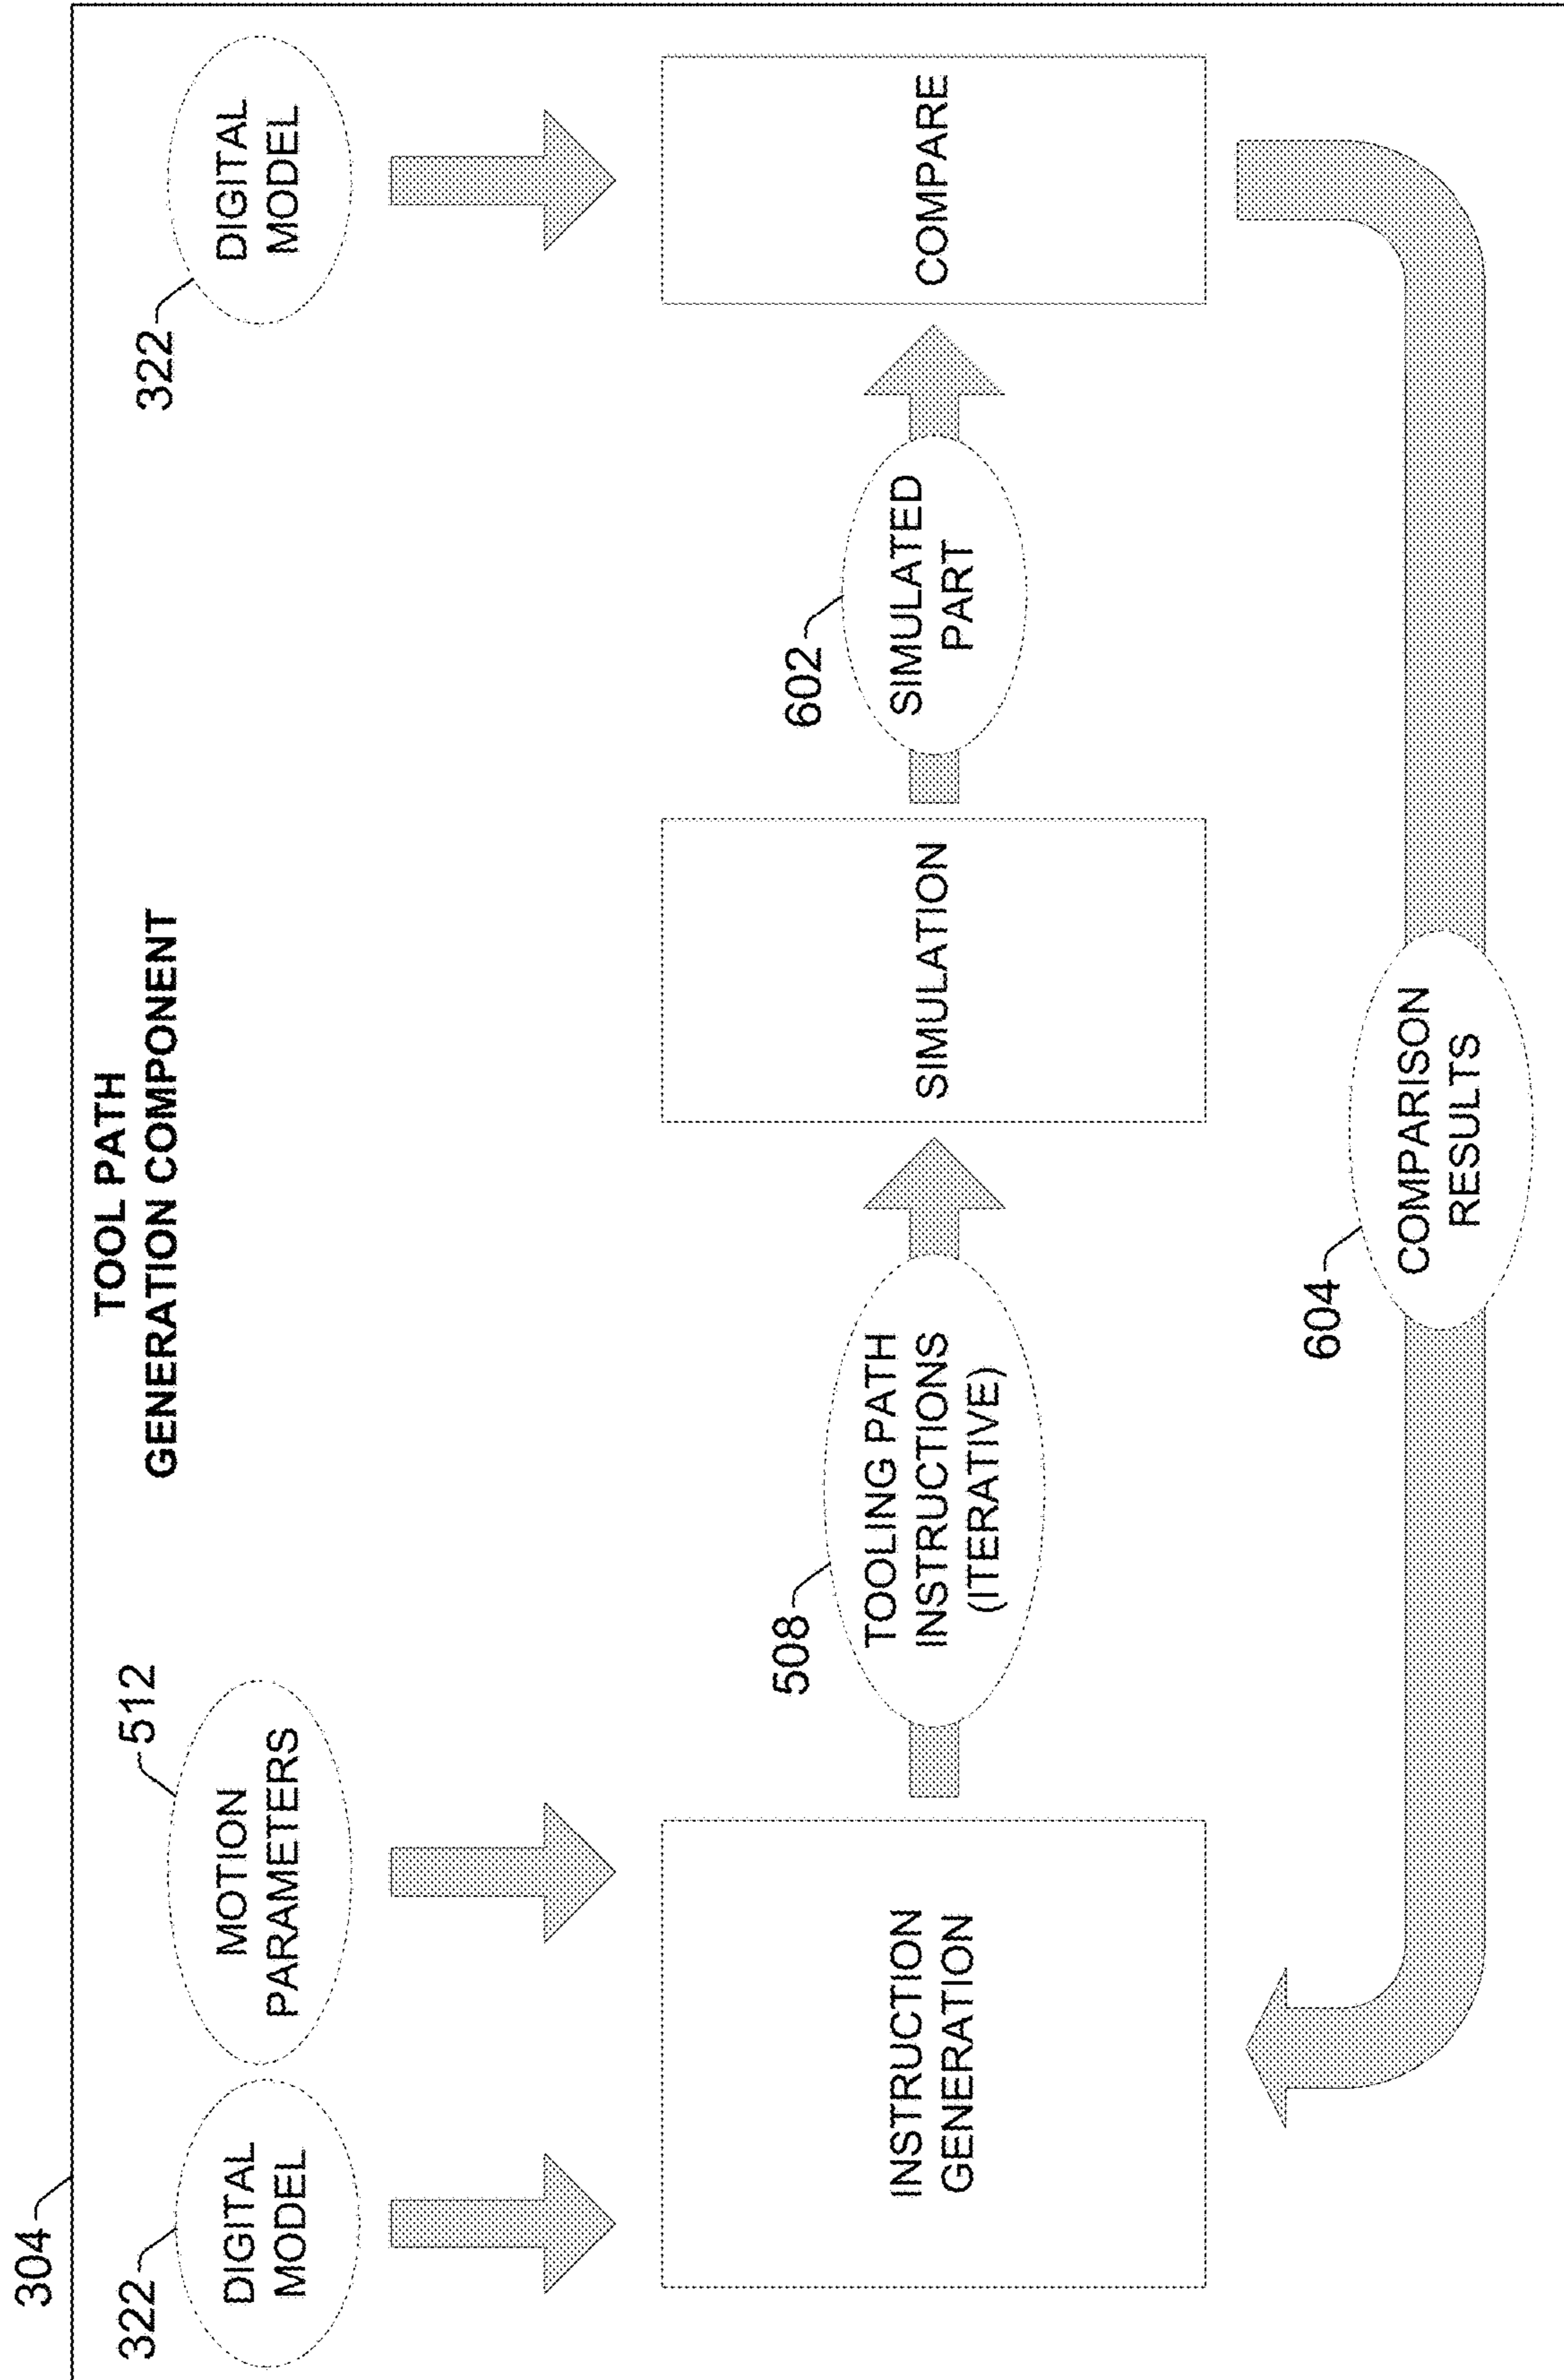 304
TOOL PATH
GENERATION COMPONENT
322
DIGITAL
MODEL
MOTION
PARAMETERS
512
322
DIGITAL
MODEL
INSTRUCTION
GENERATION
508
TOOLING PATH
INSTRUCTIONS
(ITERATIVE)
SIMULATION
602
SIMULATED
PART
COMPARE
604
COMPARISON
RESULTS